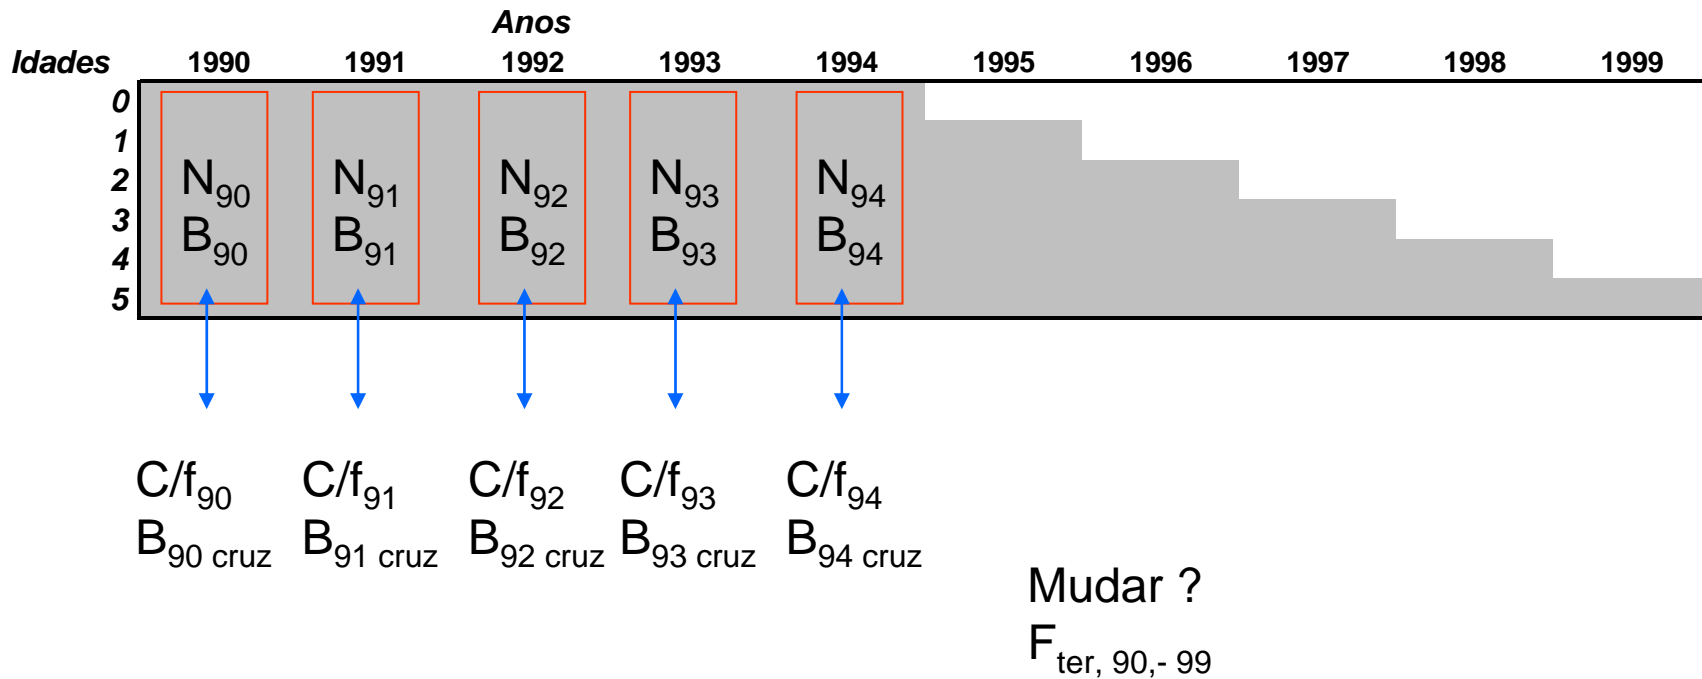 Anos
Idades 1990 1991 1992 1993 1994 1995 1996 1997 1998 1999
0
1
2
3
4
5
N90 N91 N92 N93 N94
B90 B91 B92 B93 B94
C/f90 C/f91 C/f92 C/f93 C/f94
B90 cruz B91 cruz B92 cruz B93 cruz B94 cruz
Mudar ?
Fter, 90,- 99